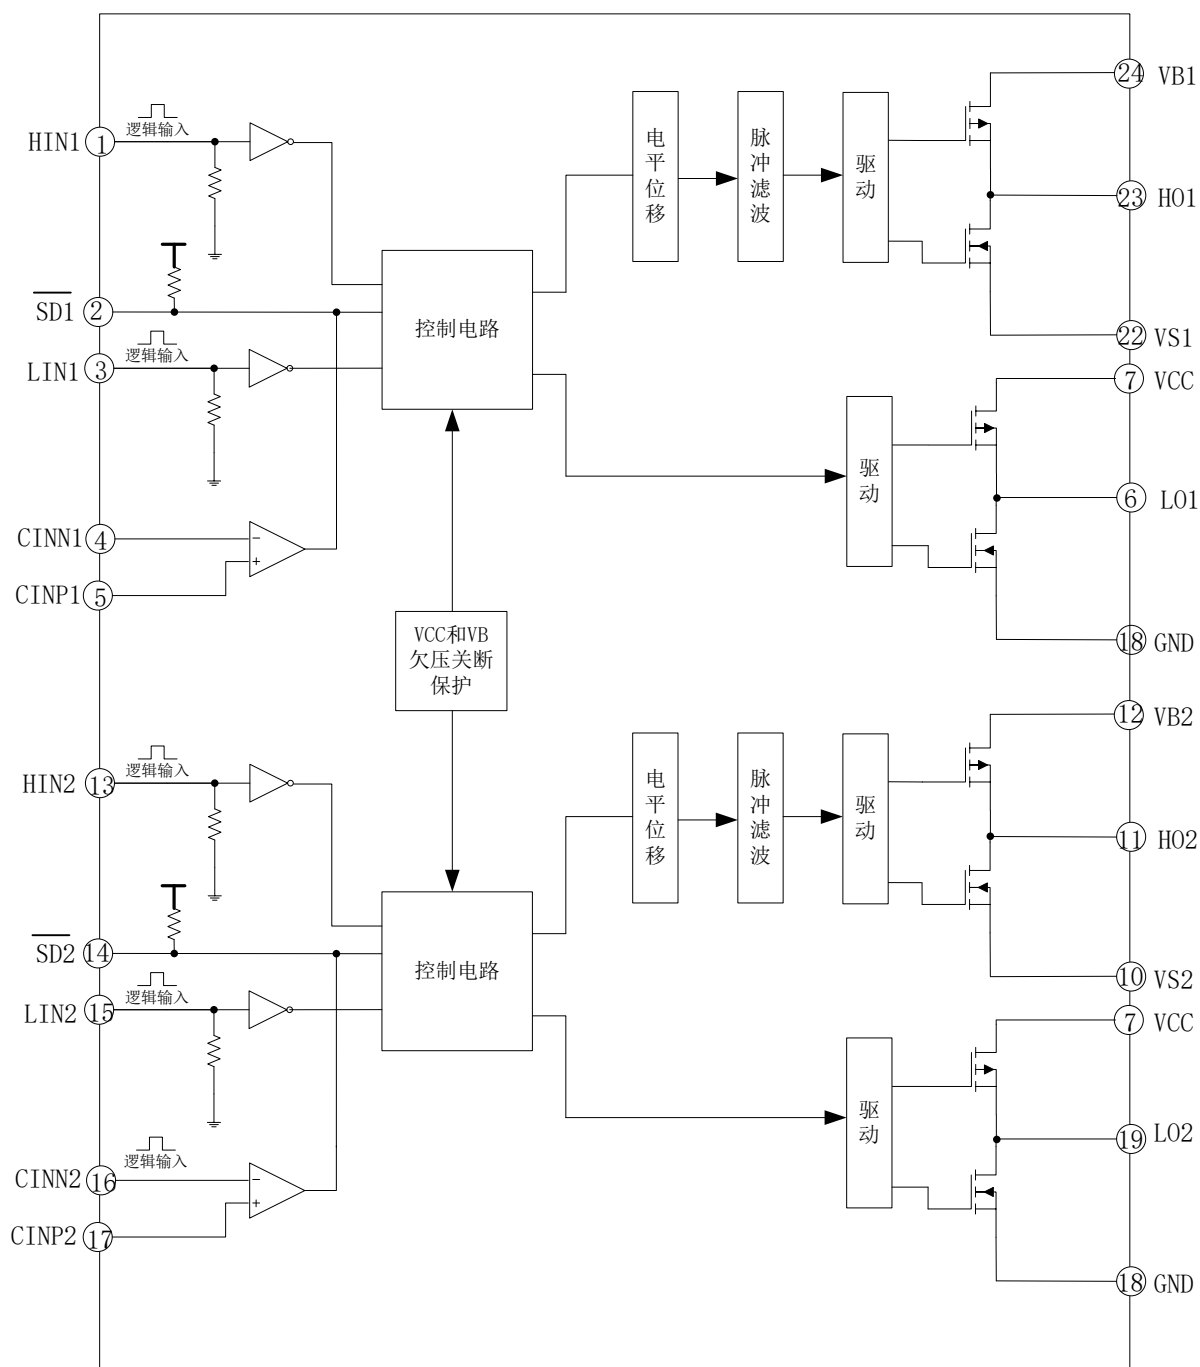 24 VB1
逻辑输入
HIN1 1
电平位移
脉冲滤波
驱动
23 HO1
SD1 2
控制电路
22 VS1
逻辑输入
LIN1 3
7 VCC
驱动
6 LO1
CINN1 4
-
+
CINP1 5
VCC和VB
欠压关断
保护
18 GND
12 VB2
逻辑输入
HIN2 13
电平位移
脉冲滤波
驱动
11 HO2
SD2 14
控制电路
10 VS2
逻辑输入
LIN2 15
7 VCC
驱动
19 LO2
逻辑输入
CINN2 16
-
+
CINP2 17
18 GND